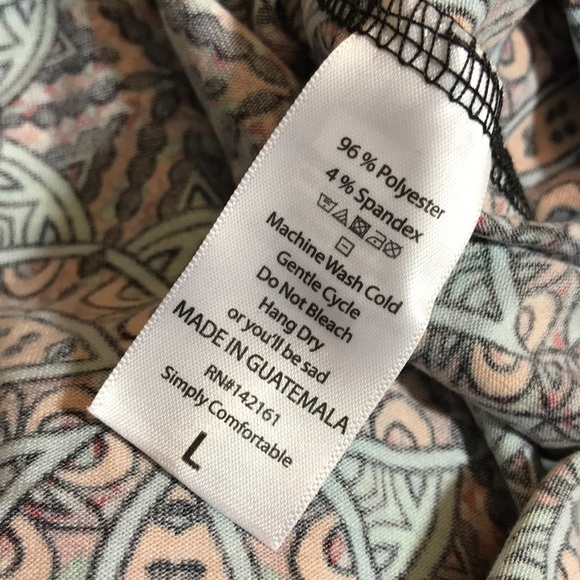 96 % Polyester
4 % Spandex
Machine Wash Cold
Gentle Cycle
Do Not Bleach
Hang Dry
or you'll be sad
MADE IN GUATEMALA
RN#142161
Simply Comfortable
L